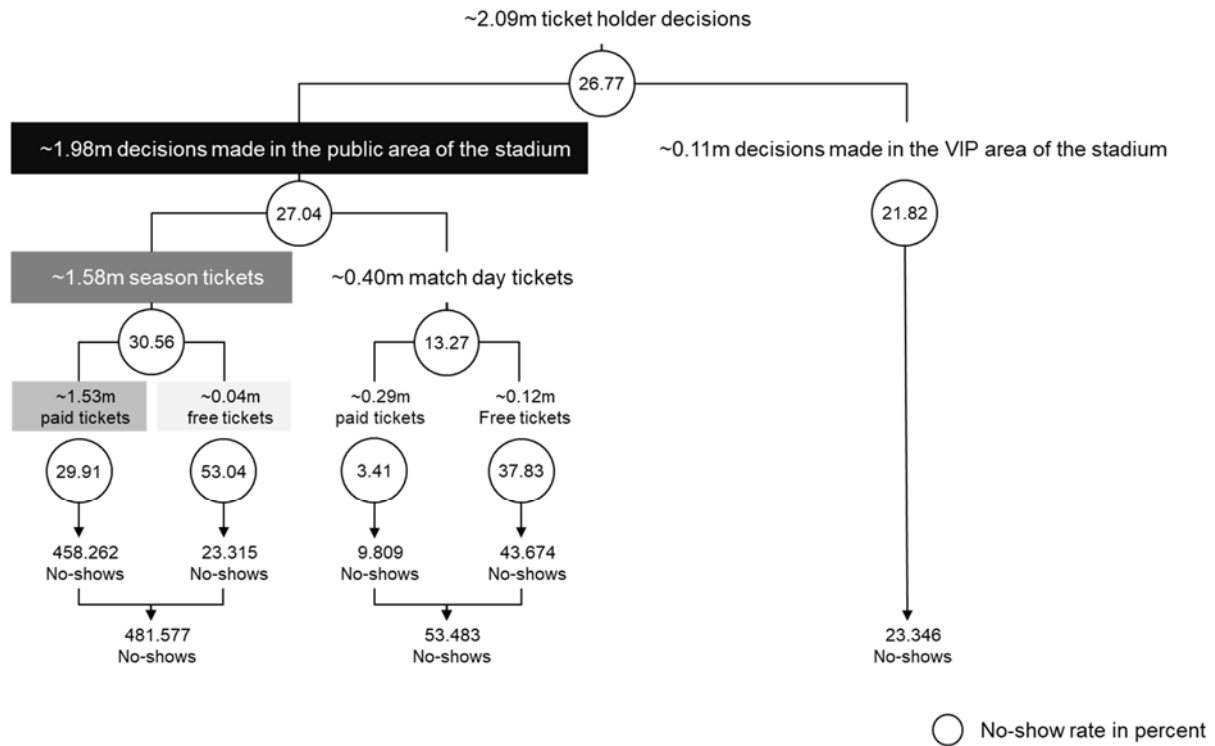 ~2.09m ticket holder decisions
26.77
~1.98m decisions made in the public area of the stadium
~0.11m decisions made in the VIP area of the stadium
27.04
21.82
~1.58m season tickets
~0.40m match day tickets
30.56
13.27
~1.53m
paid tickets
~0.04m
free tickets
~0.29m
paid tickets
~0.12m
Free tickets
29.91
53.04
3.41
37.83
458.262
No-shows
23.315
No-shows
9.809
No-shows
43.674
No-shows
481.577
No-shows
53.483
No-shows
23.346
No-shows
No-show rate in percent